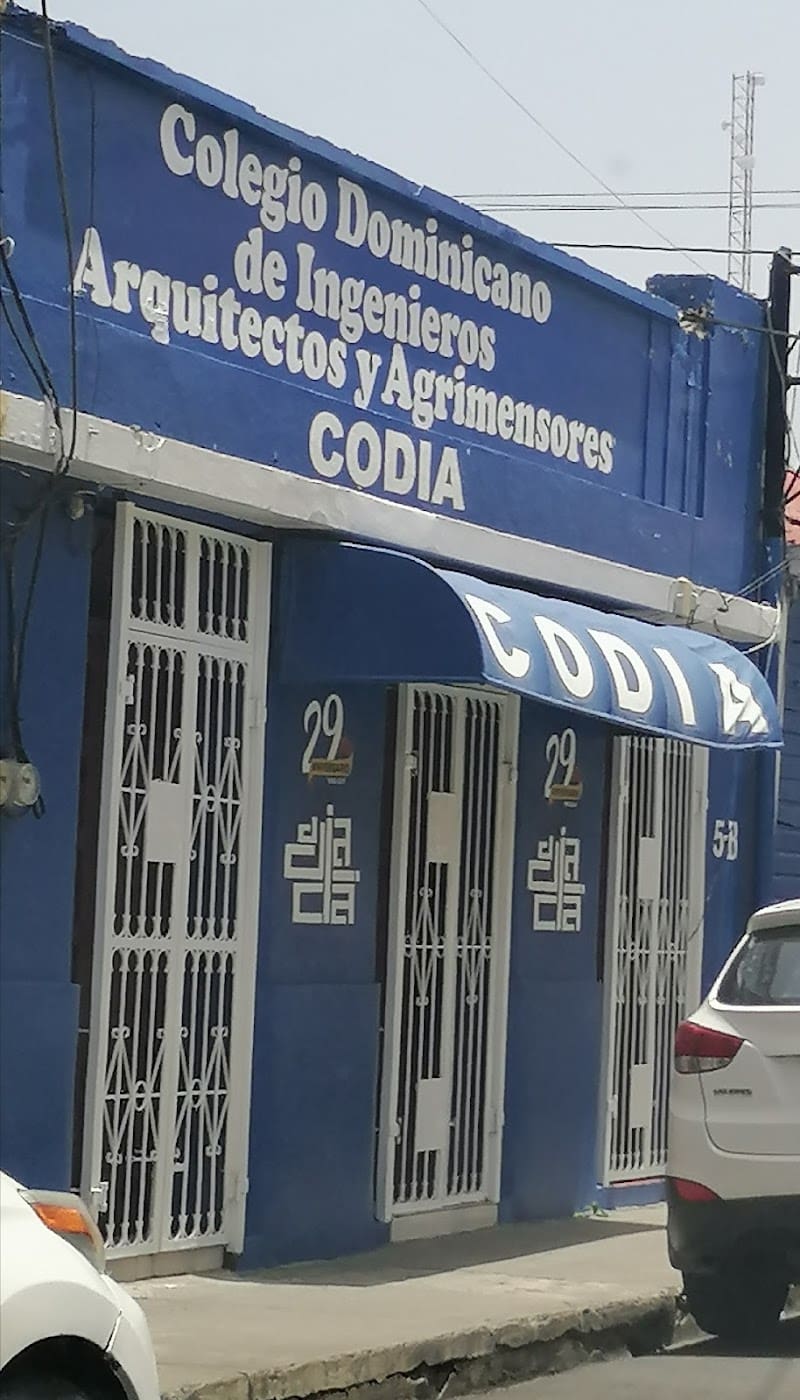 Colegio Dominicano
de Ingenieros
Arquitectos y Agrimensores
CODIA
CODIA
29
29
5-B